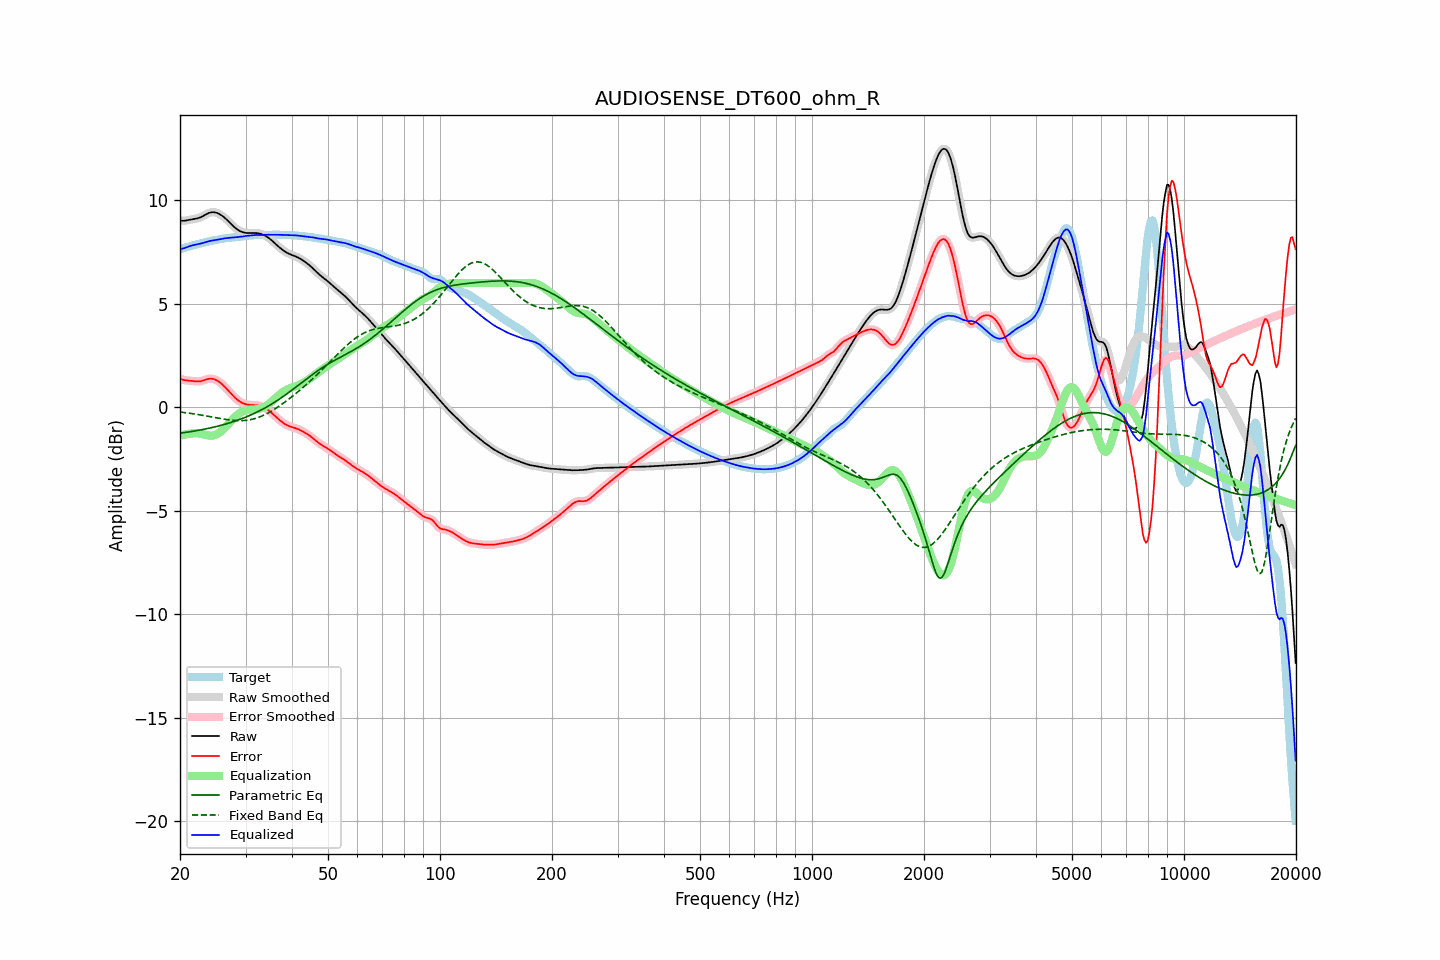 AUDIOSENSE_DT600_ohm_R
Amplitude (dBr)
10
5
0
−5
−10
−15
−20
Target
Raw Smoothed
Error Smoothed
Raw
Error
Equalization
Parametric Eq
Fixed Band Eq
Equalized
20 50 100 200 500 1000 2000 5000 10000 20000
Frequency (Hz)